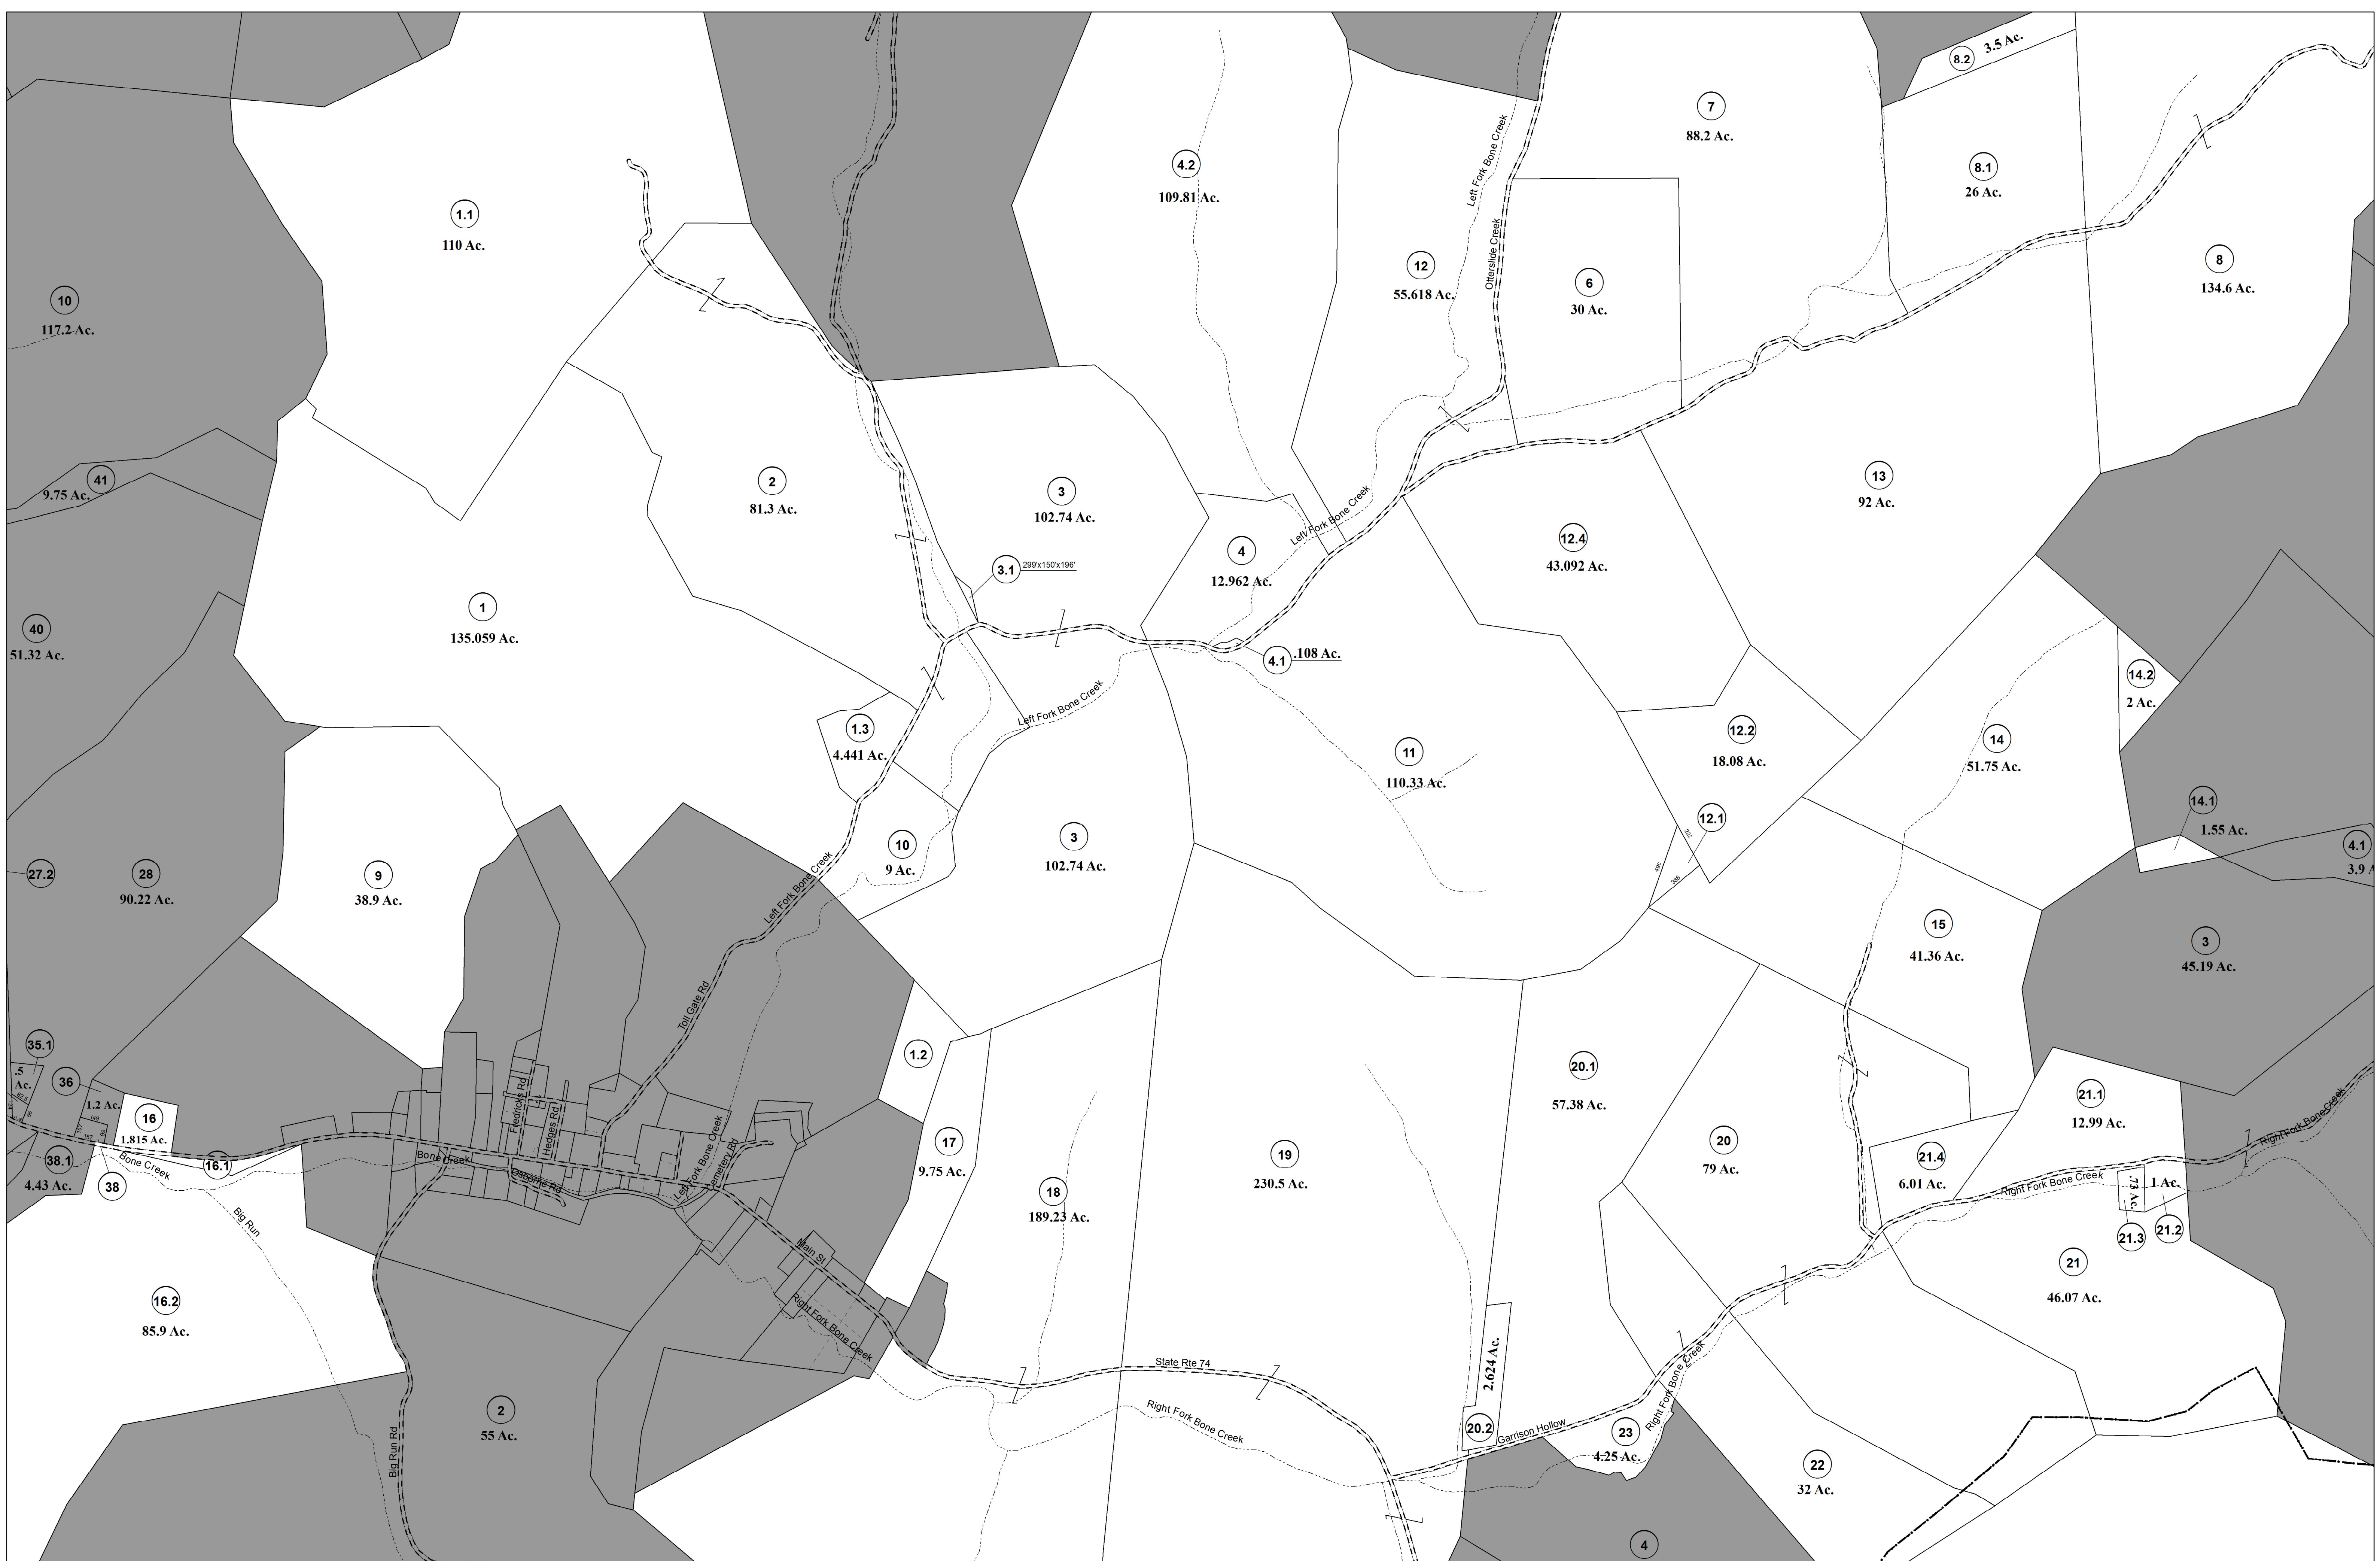 8.2
3.5 Ac.
7
88.2 Ac.
4.2
109.81 Ac.
8.1
26 Ac.
1.1
110 Ac.
Left Fork Bone Creek
Otterslide Creek
12
55.618 Ac.
6
30 Ac.
8
134.6 Ac.
10
117.2 Ac.
41
9.75 Ac.
2
81.3 Ac.
3
102.74 Ac.
13
92 Ac.
Left Fork Bone Creek
4
12.962 Ac.
12.4
43.092 Ac.
3.1
299'x150'x196'
1
135.059 Ac.
40
51.32 Ac.
4.1
.108 Ac.
14.2
2 Ac.
Left Fork Bone Creek
1.3
4.441 Ac.
11
110.33 Ac.
12.2
18.08 Ac.
14
51.75 Ac.
14.1
1.55 Ac.
12.1
222
495
388
4.1
3.9 A
10
9 Ac.
3
102.74 Ac.
27.2
28
90.22 Ac.
9
38.9 Ac.
Left Fork Bone Creek
15
41.36 Ac.
3
45.19 Ac.
Toll Gate Rd
35.1
.5
Ac.
36
1.2 Ac.
16
1.815 Ac.
1.2
20.1
57.38 Ac.
21.1
12.99 Ac.
Right Fork Bone Creek
Fredricks Rd
Hedges Rd
17
9.75 Ac.
19
230.5 Ac.
20
79 Ac.
21.4
6.01 Ac.
38.1
4.43 Ac.
38
Bone Creek
16.1
Bone Creek
Osborne Rd
Left Fork Bone Creek
Cemetery Rd
18
189.23 Ac.
Right Fork Bone Creek
.73 Ac.
1 Ac.
21.3
21.2
Big Run
Main St
21
46.07 Ac.
16.2
85.9 Ac.
Right Fork Bone Creek
State Rte 74
2.624 Ac.
20.2
Right Fork Bone Creek
Garrison Hollow
Right Fork Bone Creek
2
55 Ac.
Big Run Rd
23
4.25 Ac.
22
32 Ac.
4